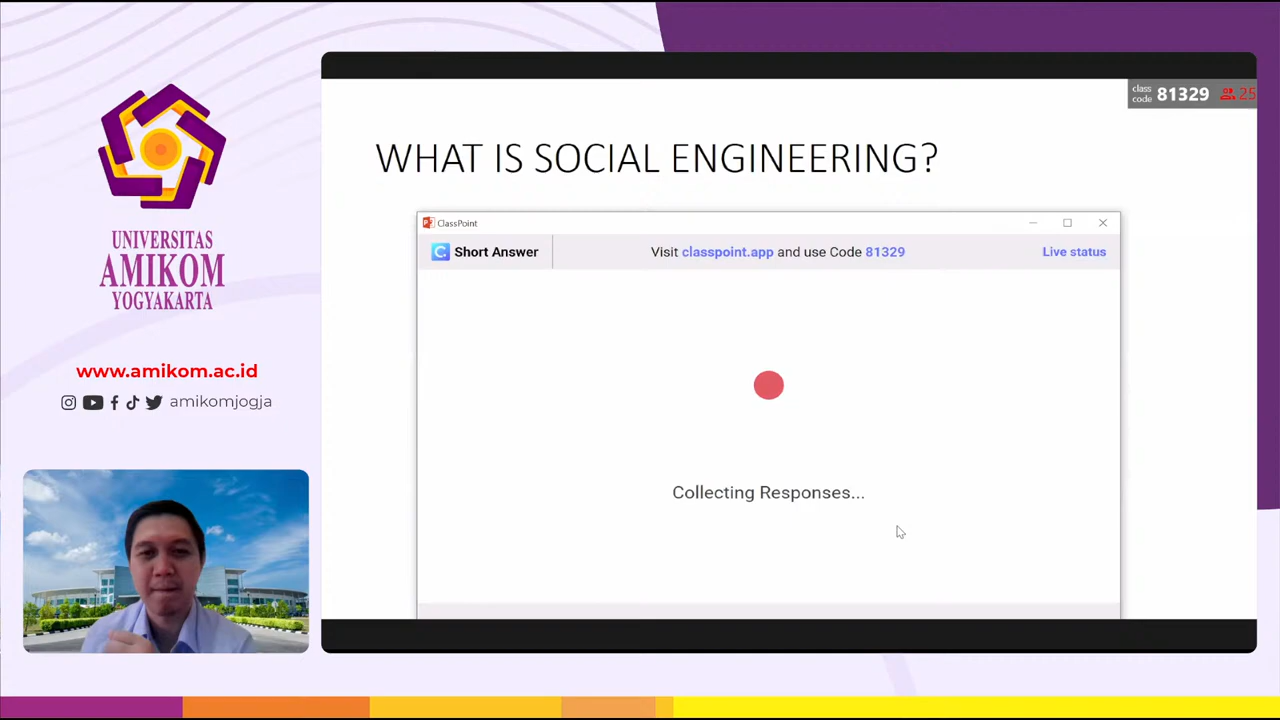 UNIVERSITAS
AMIKOM
YOGYAKARTA
www.amikom.ac.id
amikomjogja
class code 81329 25
WHAT IS SOCIAL ENGINEERING?
ClassPoint
Short Answer
Visit classpoint.app and use Code 81329
Live status
Collecting Responses...